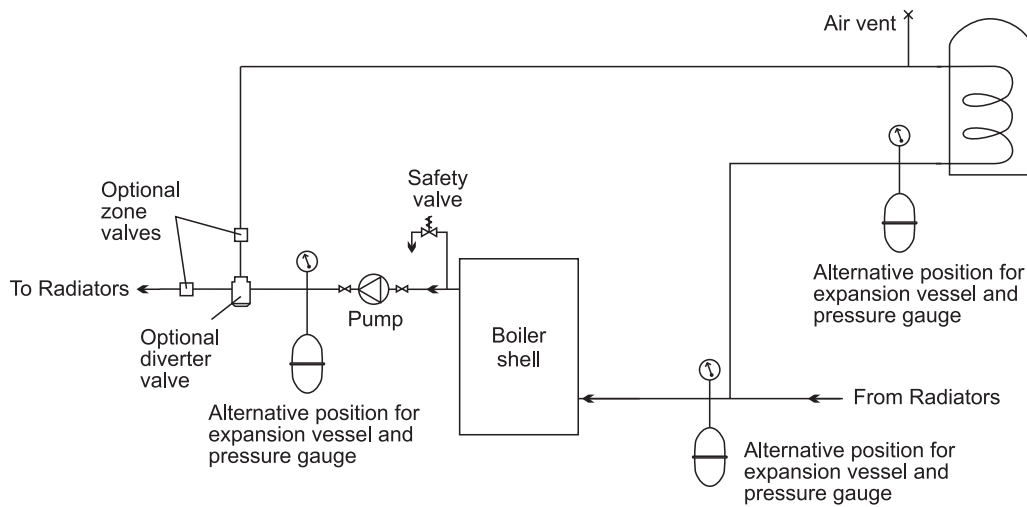 Air vent
Optional
zone
valves
Safety
valve
To Radiators
Optional
diverter
valve
Pump
Alternative position for
expansion vessel and
pressure gauge
Boiler
shell
Alternative position for
expansion vessel and
pressure gauge
From Radiators
Alternative position for
expansion vessel and
pressure gauge